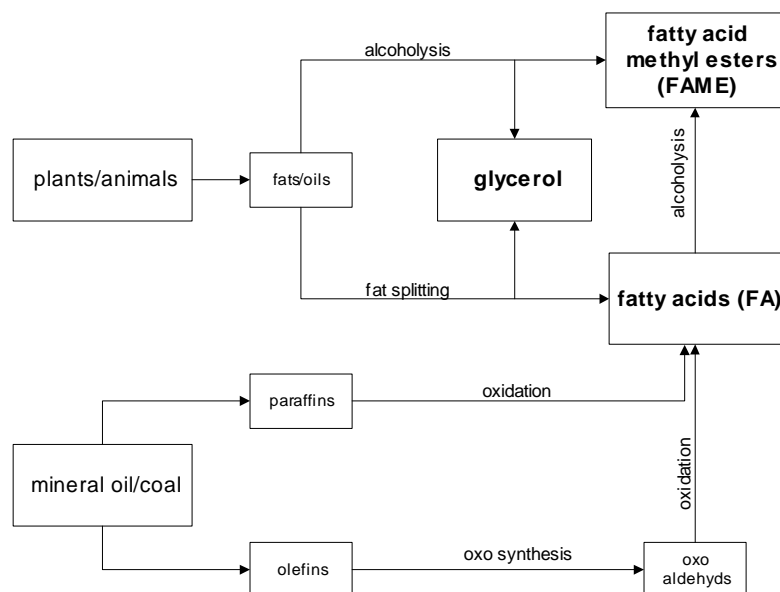 fatty acid
methyl esters
(FAME)
alcoholysis
plants/animals
fats/oils
glycerol
alcoholysis
fat splitting
fatty acids (FA)
paraffins
oxidation
mineral oil/coal
oxidation
olefins
oxo synthesis
oxo
aldehyds